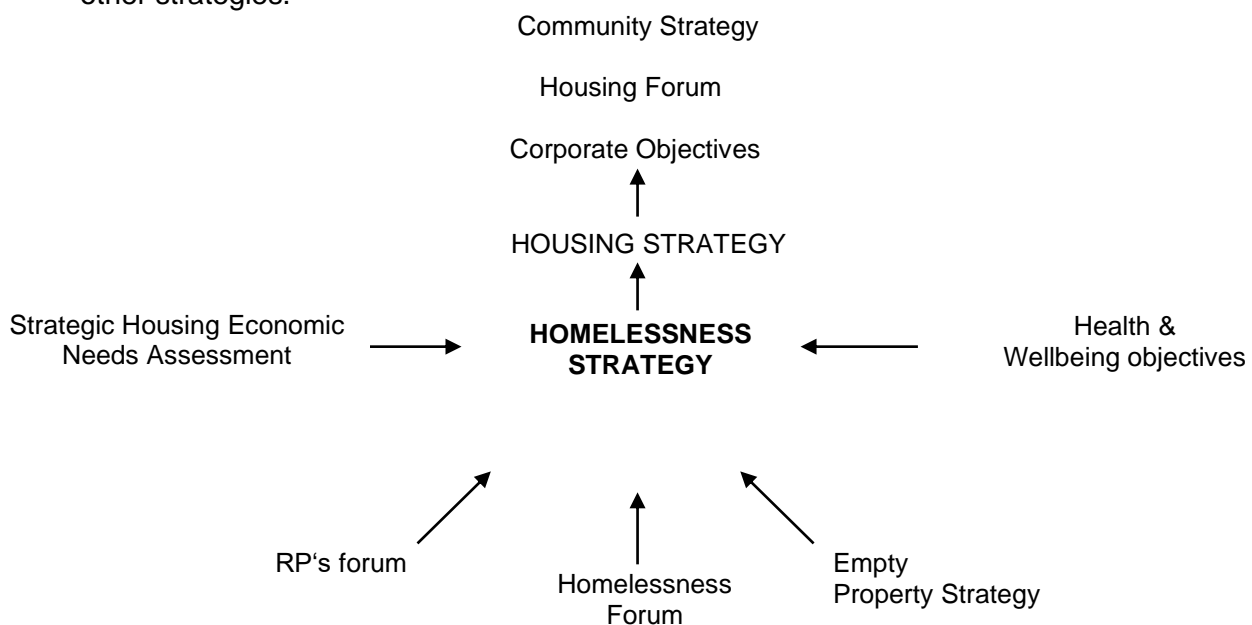 other strategies.
Community Strategy
Housing Forum
Corporate Objectives
HOUSING STRATEGY
Strategic Housing Economic
Needs Assessment
HOMELESSNESS
STRATEGY
Health &
Wellbeing objectives
RP‘s forum
Homelessness
Forum
Empty
Property Strategy